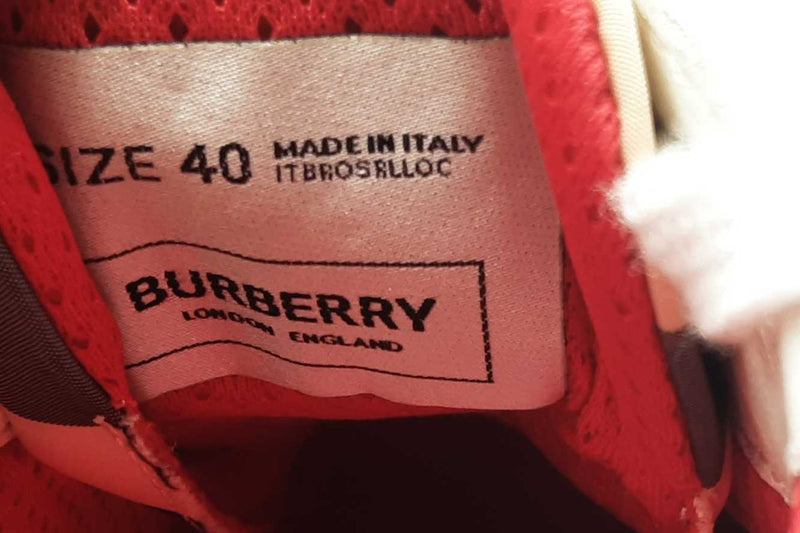 SIZE 40
MADE IN ITALY
ITBROSRLLOC
BURBERRY
LONDON ENGLAND